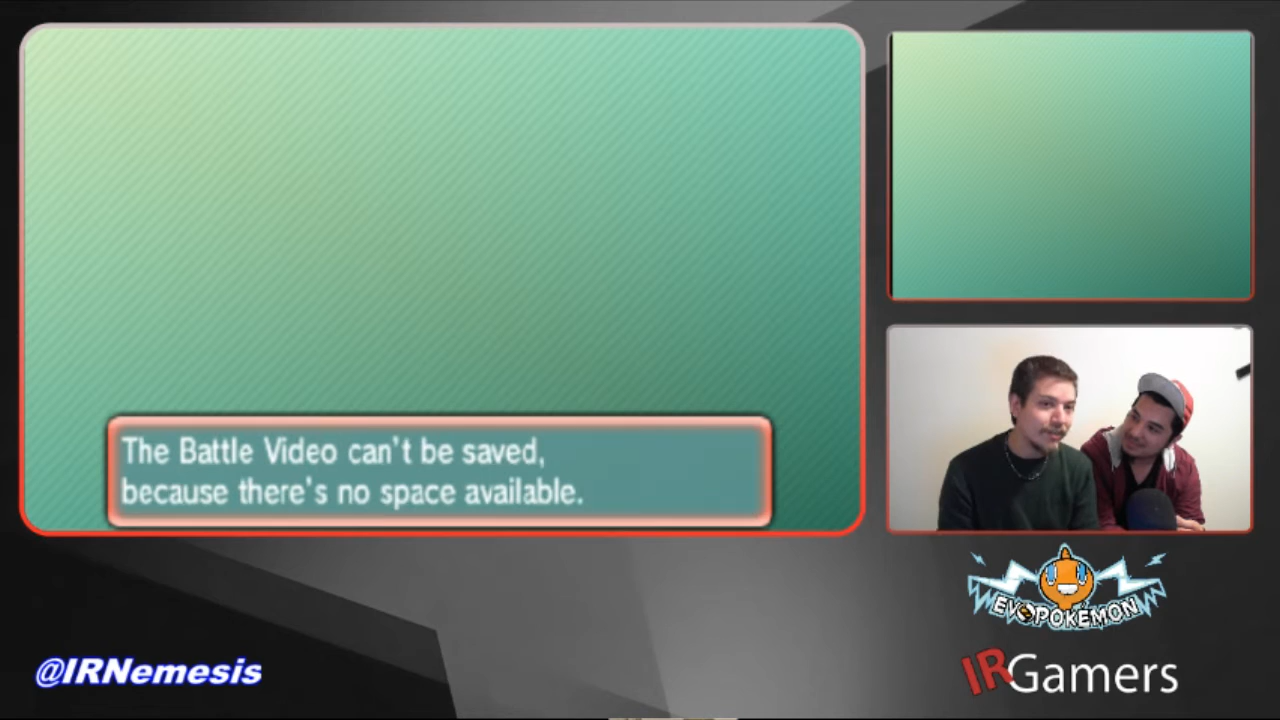 The Battle Video can't be saved,
because there's no space available.
EVOPOKEMON
@IRNemesis
IRGamers